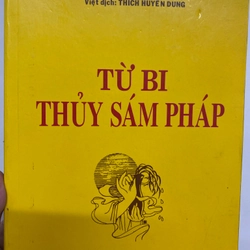 Việt dịch: THÍCH HUYỀN DUNG
TỪ BI
THỦY SÁM PHÁP